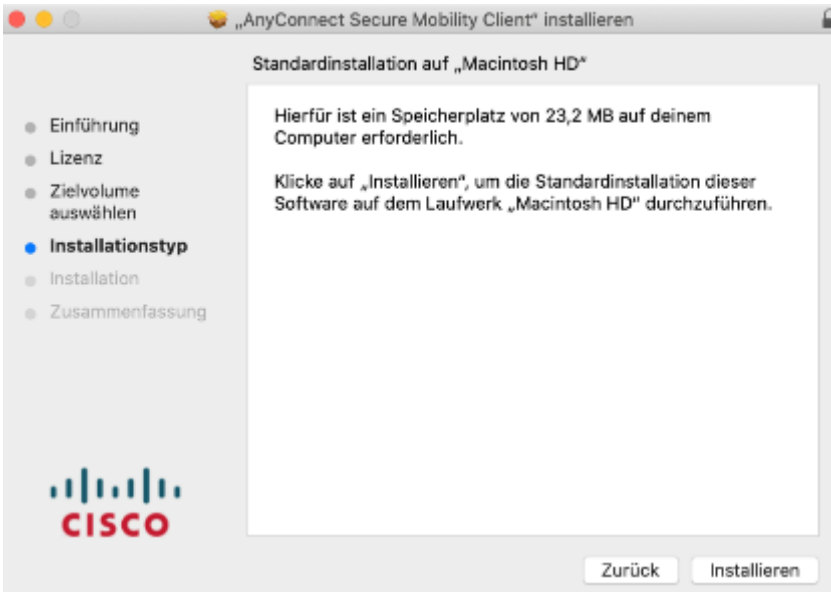 „AnyConnect Secure Mobility Client“ installieren
Standardinstallation auf „Macintosh HD“
Einführung
Lizenz
Zielvolume
auswählen
Installationstyp
Installation
Zusammenfassung
Hierfür ist ein Speicherplatz von 23,2 MB auf deinem
Computer erforderlich.
Klicke auf „Installieren“, um die Standardinstallation dieser
Software auf dem Laufwerk „Macintosh HD“ durchzuführen.
CISCO
Zurück
Installieren